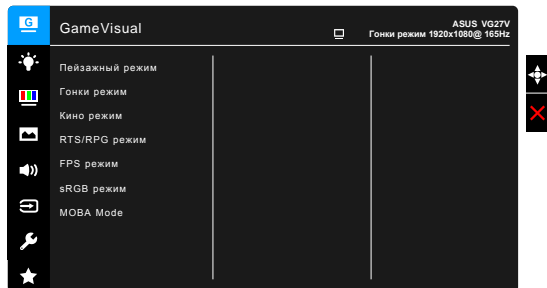 G
GameVisual
ASUS VG27V
Гонки режим 1920x1080@ 165Hz
Пейзажный режим
Гонки режим
Кино режим
RTS/RPG режим
FPS режим
sRGB режим
MOBA Mode